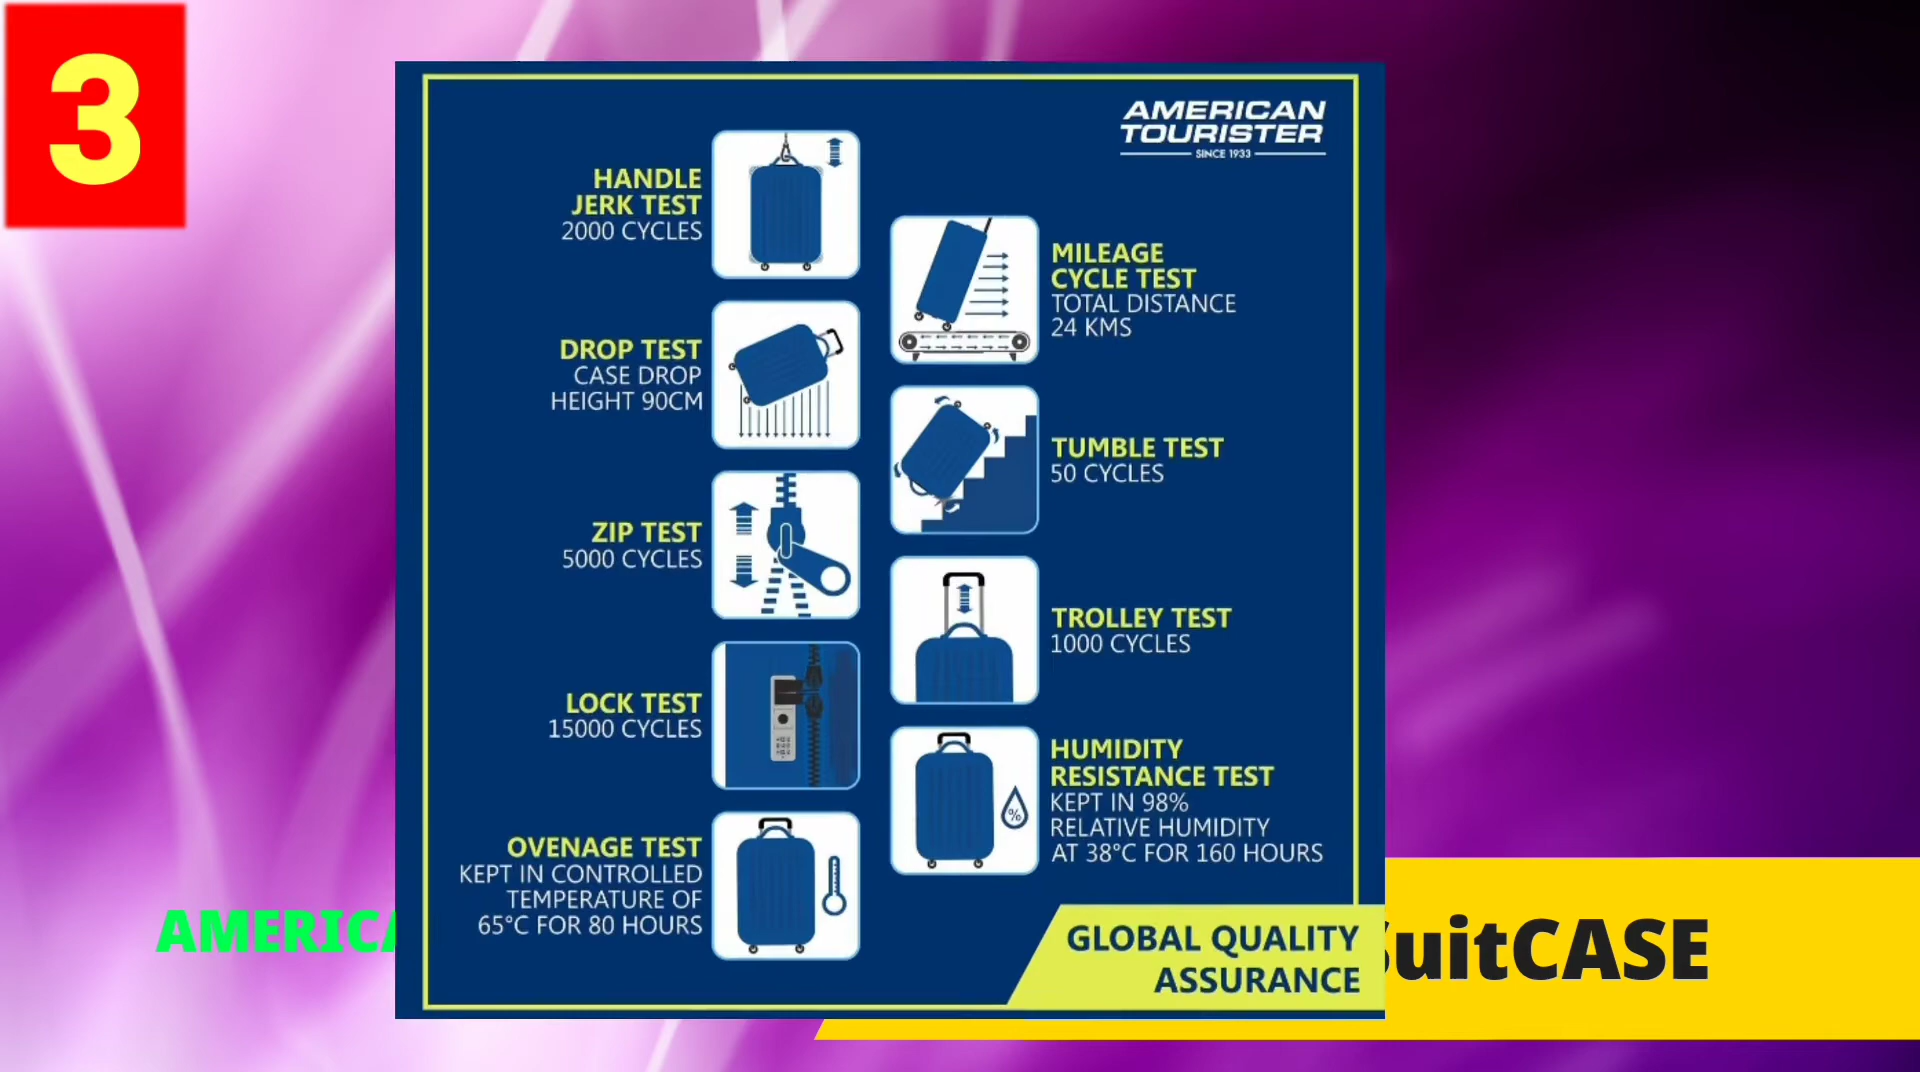 3
AMERICAN
TOURISTER
SINCE 1933
HANDLE
JERK TEST
2000 CYCLES
DROP TEST
CASE DROP
HEIGHT 90CM
ZIP TEST
5000 CYCLES
LOCK TEST
15000 CYCLES
OVENAGE TEST
KEPT IN CONTROLLED
TEMPERATURE OF
65°C FOR 80 HOURS
MILEAGE
CYCLE TEST
TOTAL DISTANCE
24 KMS
TUMBLE TEST
50 CYCLES
TROLLEY TEST
1000 CYCLES
HUMIDITY
RESISTANCE TEST
%
KEPT IN 98%
RELATIVE HUMIDITY
AT 38°C FOR 160 HOURS
GLOBAL QUALITY
ASSURANCE
SuitCASE